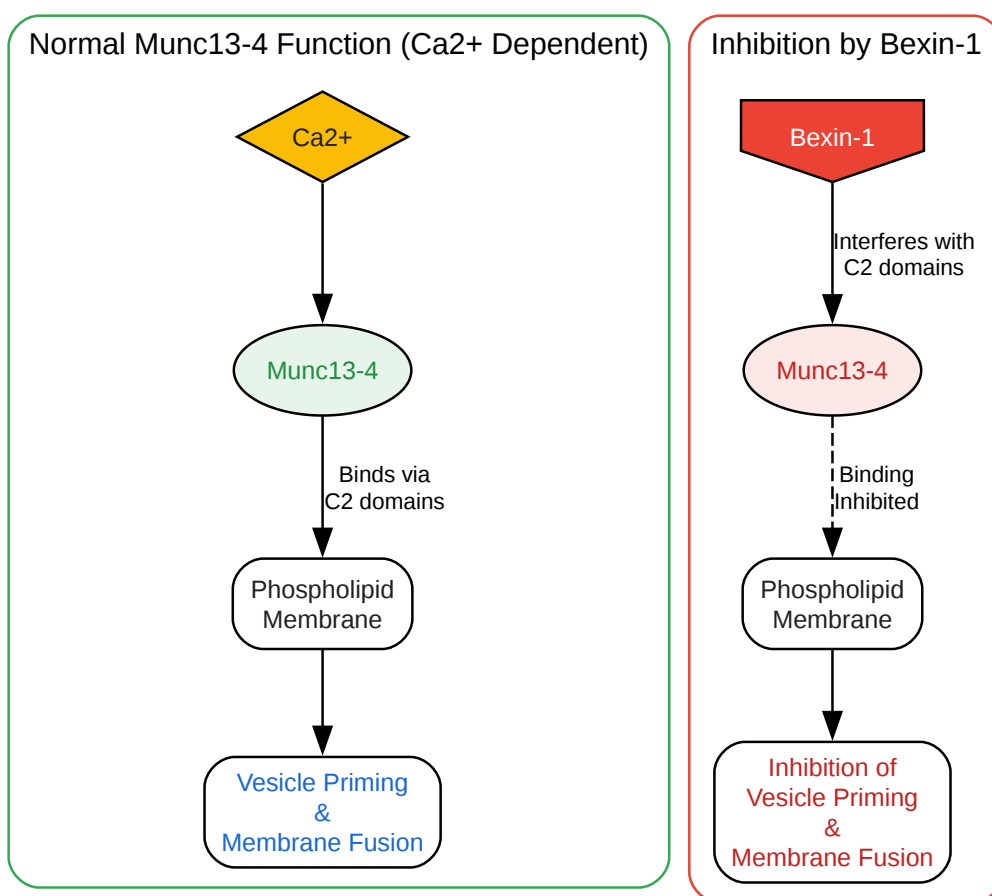 Normal Munc13-4 Function (Ca2+ Dependent)
Ca2+
Munc13-4
Binds via
C2 domains
Phospholipid
Membrane
Vesicle Priming
&
Membrane Fusion
Inhibition by Bexin-1
Bexin-1
Interferes with
C2 domains
Munc13-4
Binding
Inhibited
Phospholipid
Membrane
Inhibition of
Vesicle Priming
&
Membrane Fusion